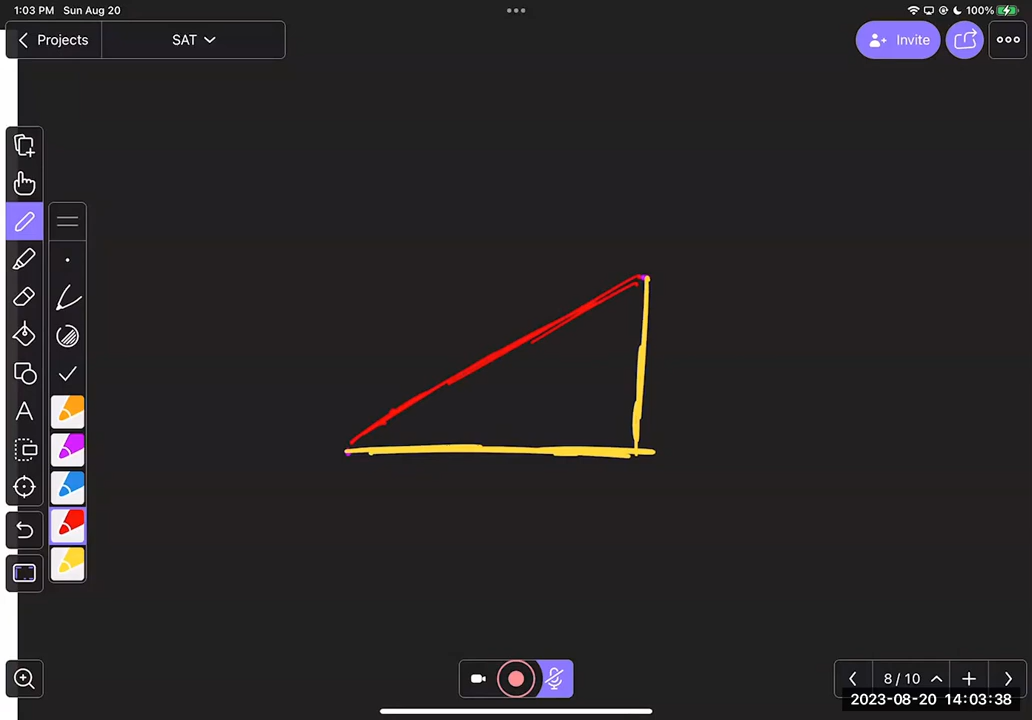 1:03 PM Sun Aug 20
100%
Projects
SAT
Invite
A
8 / 10
2023-08-20 14:03:38